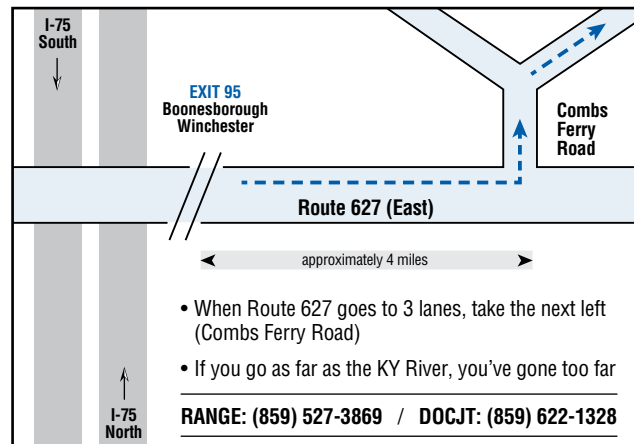 I-75
South
EXIT 95
Boonesborough
Winchester
Combs
Ferry
Road
Route 627 (East)
approximately 4 miles
• When Route 627 goes to 3 lanes, take the next left
(Combs Ferry Road)
• If you go as far as the KY River, you’ve gone too far
I-75
North
RANGE: (859) 527-3869 / DOCJT: (859) 622-1328